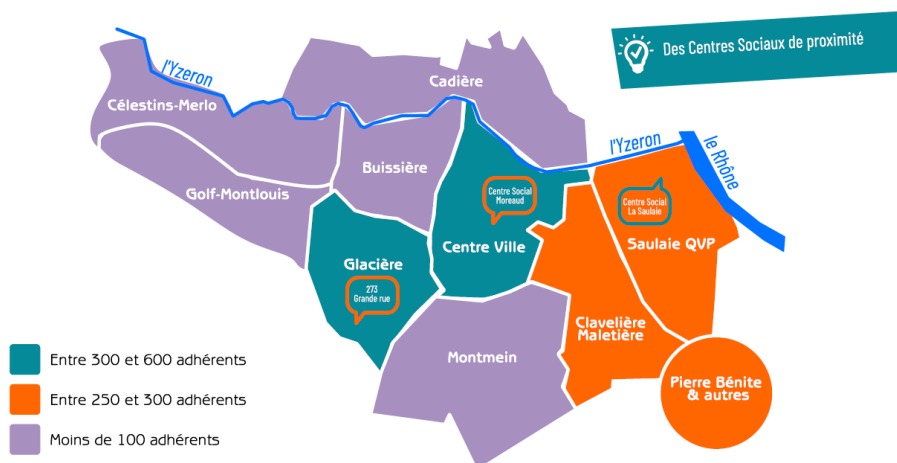 Des Centres Sociaux de proximité
l'Yzeron
Cadière
Célestins-Merlo
l'Yzeron
le Rhône
Buissière
Golf-Montlouis
Centre Social
Moreaud
Centre Social
La Saulaie
Centre Ville
Saulaie QVP
Glacière
273
Grande rue
Clavelière
Maletière
Montmein
Entre 300 et 600 adhérents
Pierre Bénite
& autres
Entre 250 et 300 adhérents
Moins de 100 adhérents